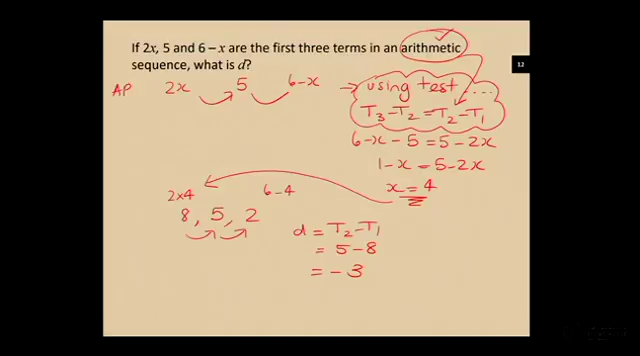 If 2x, 5 and 6 – x are the first three terms in an arithmetic
sequence, what is d?
12
AP 2x 5 6-x → using test .....
T₃-T₂ = T₂-T₁
6-x-5 = 5-2x
1-x = 5-2x
x = 4
2x4 6-4
8, 5, 2
d = T₂-T₁
= 5-8
= -3